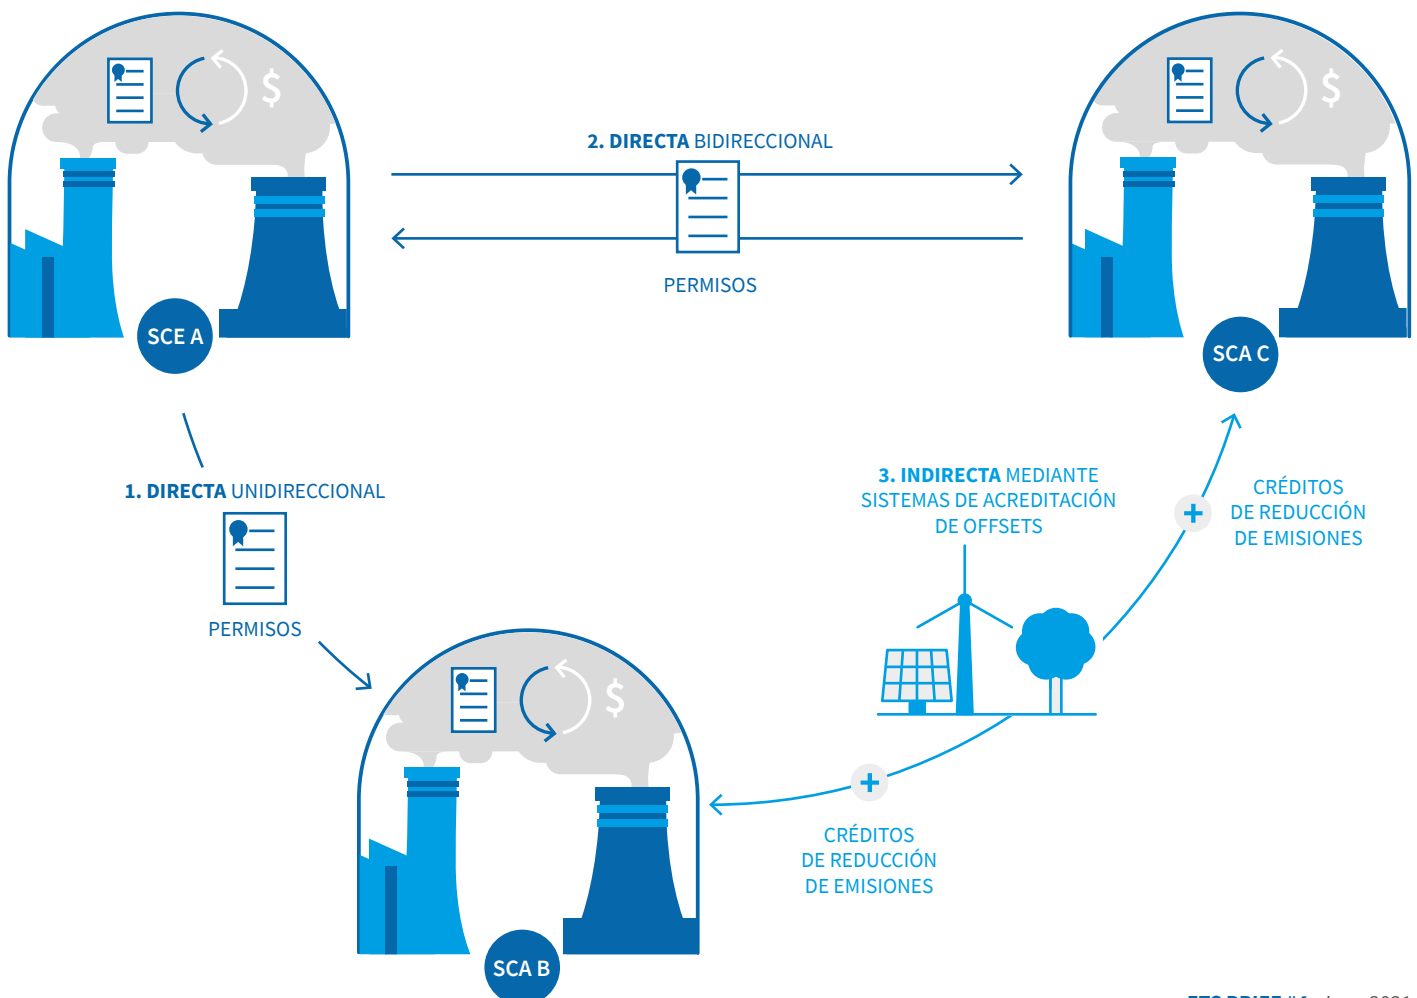 $
$
2. DIRECTA BIDIRECCIONAL
PERMISOS
SCE A
SCA C
1. DIRECTA UNIDIRECCIONAL
PERMISOS
3. INDIRECTA MEDIANTE
SISTEMAS DE ACREDITACIÓN
DE OFFSETS
CRÉDITOS
DE REDUCCIÓN
DE EMISIONES
$
CRÉDITOS
DE REDUCCIÓN
DE EMISIONES
SCA B